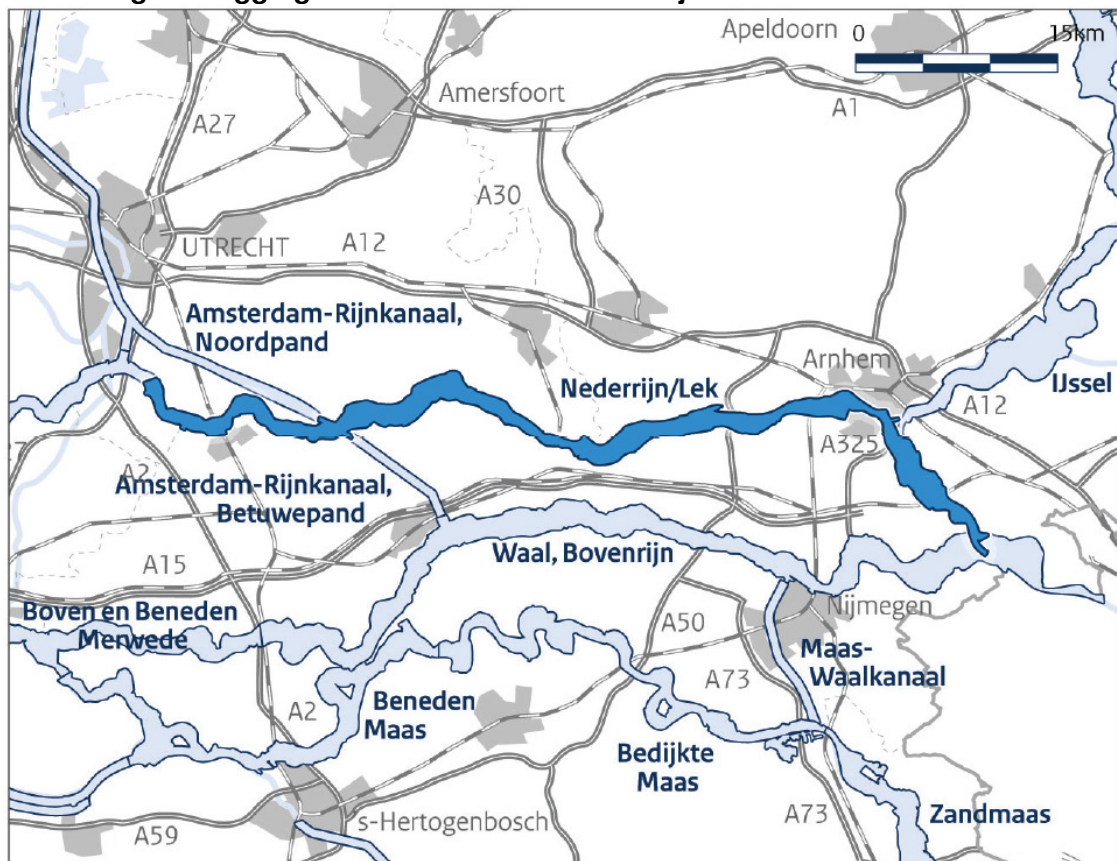 Apeldoorn
0
15km
Amersfoort
A1
A27
A30
UTRECHT
A12
Amsterdam-Rijnkanaal,
Noordpand
Arnhem
Nederrijn/Lek
IJssel
A12
A325
A2
Amsterdam-Rijnkanaal,
Betuwepand
Waal, Bovenrijn
A15
Boven en Beneden
Merwede
Nijmegen
A50
Maas-
Waalkanaal
A73
A2
Beneden
Maas
Bedijkte
Maas
Zandmaas
A73
A59
s-Hertogenbosch